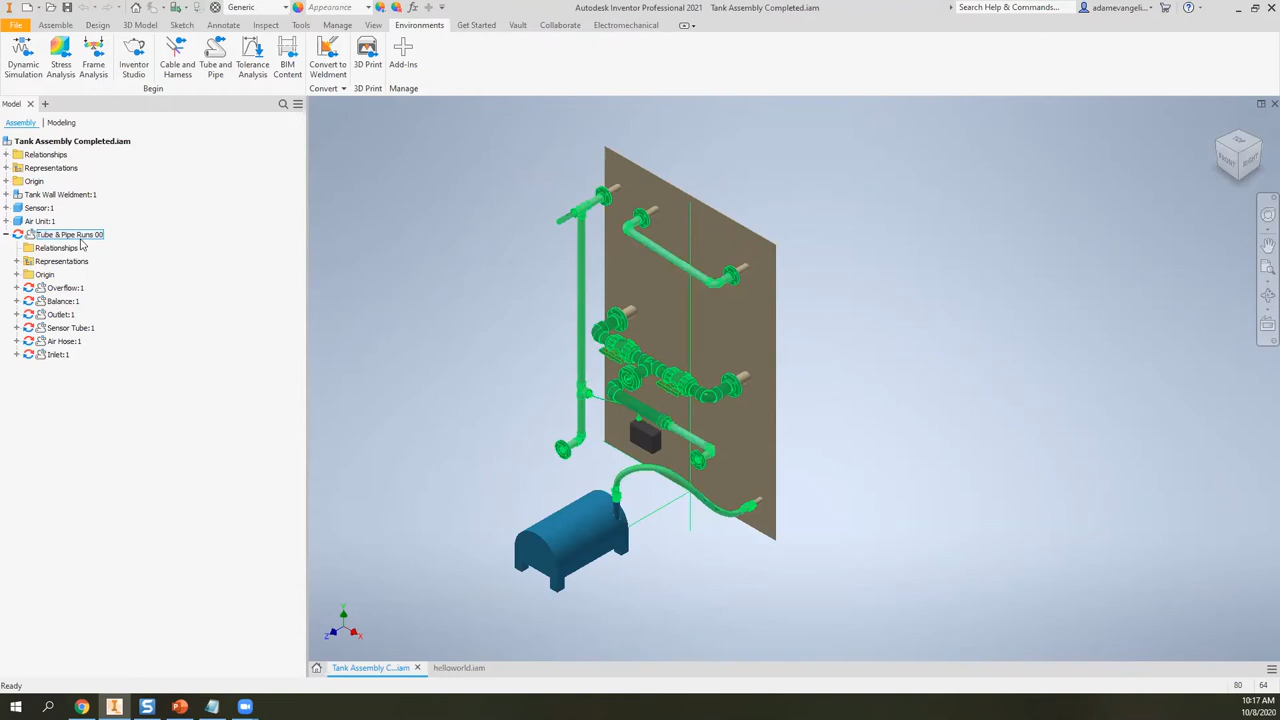 Generic
Appearance
Autodesk Inventor Professional 2021 Tank Assembly Completed.iam
Search Help & Commands...
adamevangeli...
File Assemble Design 3D Model Sketch Annotate Inspect Tools Manage View Environments Get Started Vault Collaborate Electromechanical
Dynamic Simulation
Stress Analysis
Frame Analysis
Inventor Studio
Cable and Harness
Tube and Pipe
Tolerance Analysis
BIM Content
Convert to Weldment
3D Print
Add-Ins
Begin Convert 3D Print Manage
Model
Assembly Modeling
Tank Assembly Completed.iam
Relationships
Representations
Origin
Tank Wall Weldment:1
Sensor:1
Air Unit:1
Tube & Pipe Runs 00
Relationships
Representations
Origin
Overflow:1
Balance:1
Outlet:1
Sensor Tube:1
Air Hose:1
Inlet:1
TOP
FRONT RIGHT
Y
Z X
Tank Assembly C...iam
helloworld.iam
Ready
80 64
10:17 AM
10/8/2020